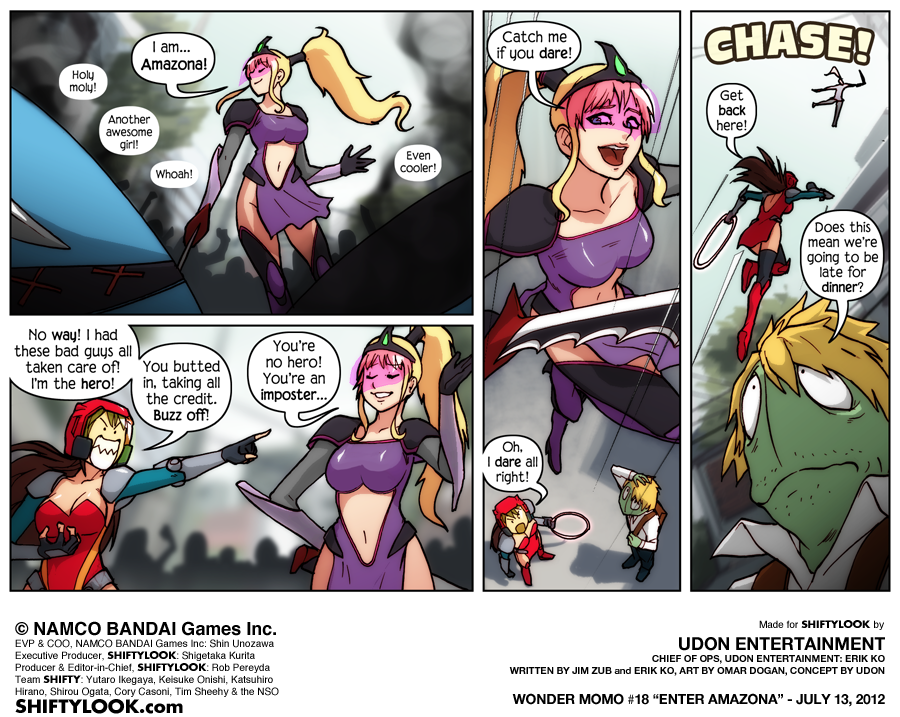 I am...
Amazona!
Holy
moly!
Another
awesome
girl!
Whoah!
Even
cooler!
No way! I had
these bad guys all
taken care of!
I'm the hero!
You butted
in, taking all
the credit.
Buzz off!
You're
no hero!
You're an
imposter...
Catch me
if you dare!
Oh,
I dare all
right!
CHASE!
Get
back
here!
Does this
mean we're
going to be
late for
dinner?
© NAMCO BANDAI Games Inc.
EVP & COO, NAMCO BANDAI Games Inc: Shin Unozawa
Executive Producer, SHIFTYLOOK: Shigetaka Kurita
Producer & Editor-in-Chief, SHIFTYLOOK: Rob Pereyda
Team SHIFTY: Yutaro Ikegaya, Keisuke Onishi, Katsuhiro
Hirano, Shirou Ogata, Cory Casoni, Tim Sheehy & the NSO
SHIFTYLOOK.com
Made for SHIFTYLOOK by
UDON ENTERTAINMENT
CHIEF OF OPS, UDON ENTERTAINMENT: ERIK KO
WRITTEN BY JIM ZUB and ERIK KO, ART BY OMAR DOGAN, CONCEPT BY UDON
WONDER MOMO #18 “ENTER AMAZONA” - JULY 13, 2012